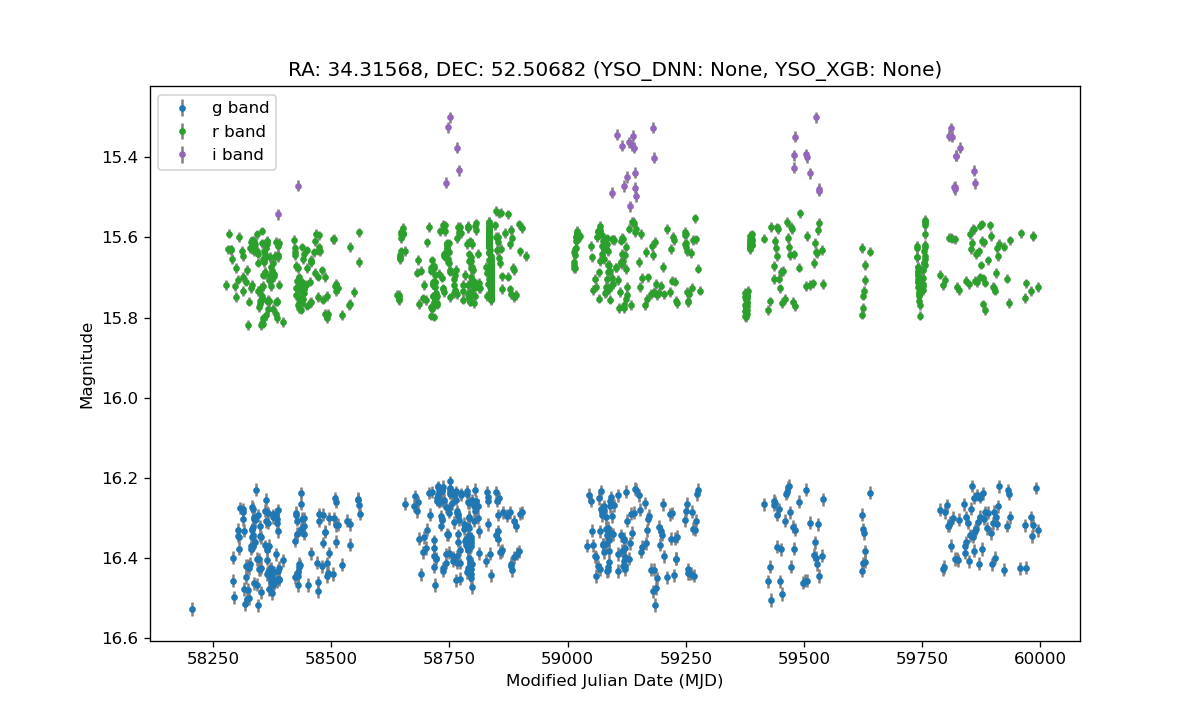 RA: 34.31568, DEC: 52.50682 (YSO_DNN: None, YSO_XGB: None)
g band
r band
i band
15.4
15.6
15.8
16.0
16.2
16.4
16.6
Magnitude
58250 58500 58750 59000 59250 59500 59750 60000
Modified Julian Date (MJD)